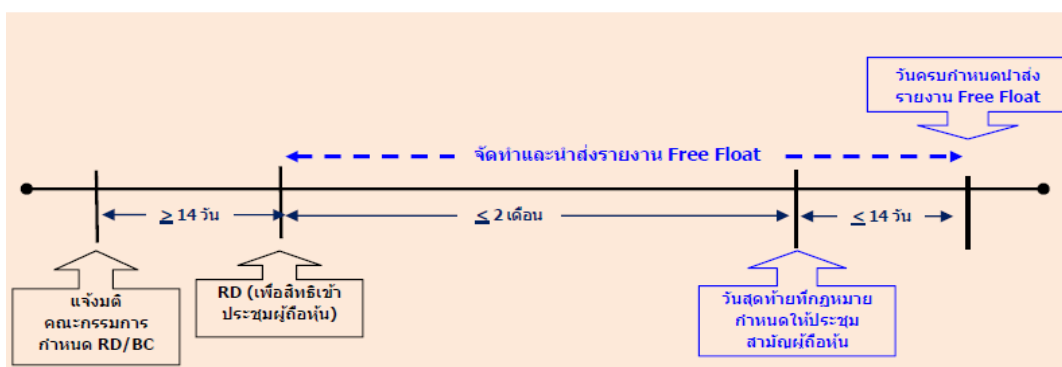 วันครบกำหนดนำส่ง
รายงาน Free Float
จัดทำและนำส่งรายงาน Free Float
≥ 14 วัน
≤ 2 เดือน
≤ 14 วัน
แจ้งมติ
คณะกรรมการ
กำหนด RD/BC
RD (เพื่อสิทธิเข้า
ประชุมผู้ถือหุ้น)
วันสุดท้ายที่กฎหมาย
กำหนดให้ประชุม
สามัญผู้ถือหุ้น